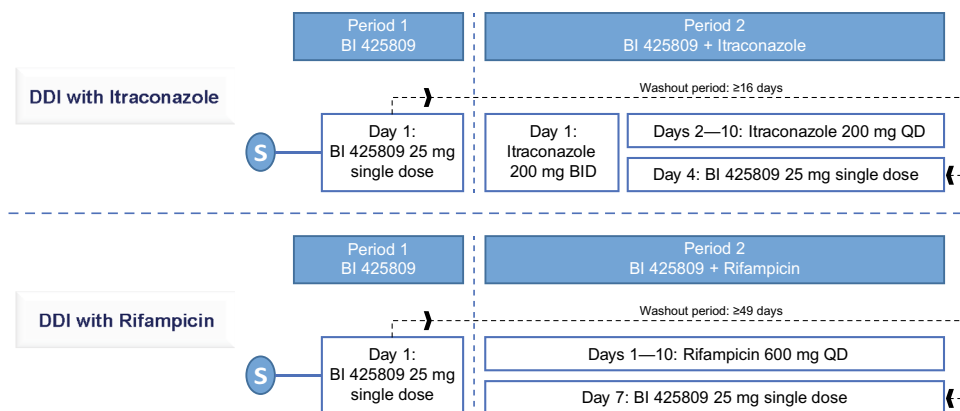 Period 1
BI 425809
Period 2
BI 425809 + Itraconazole
DDI with Itraconazole
Washout period: ≥16 days
S
Day 1:
BI 425809 25 mg
single dose
Day 1:
Itraconazole
200 mg BID
Days 2—10: Itraconazole 200 mg QD
Day 4: BI 425809 25 mg single dose
Period 1
BI 425809
Period 2
BI 425809 + Rifampicin
DDI with Rifampicin
Washout period: ≥49 days
S
Day 1:
BI 425809 25 mg
single dose
Days 1—10: Rifampicin 600 mg QD
Day 7: BI 425809 25 mg single dose